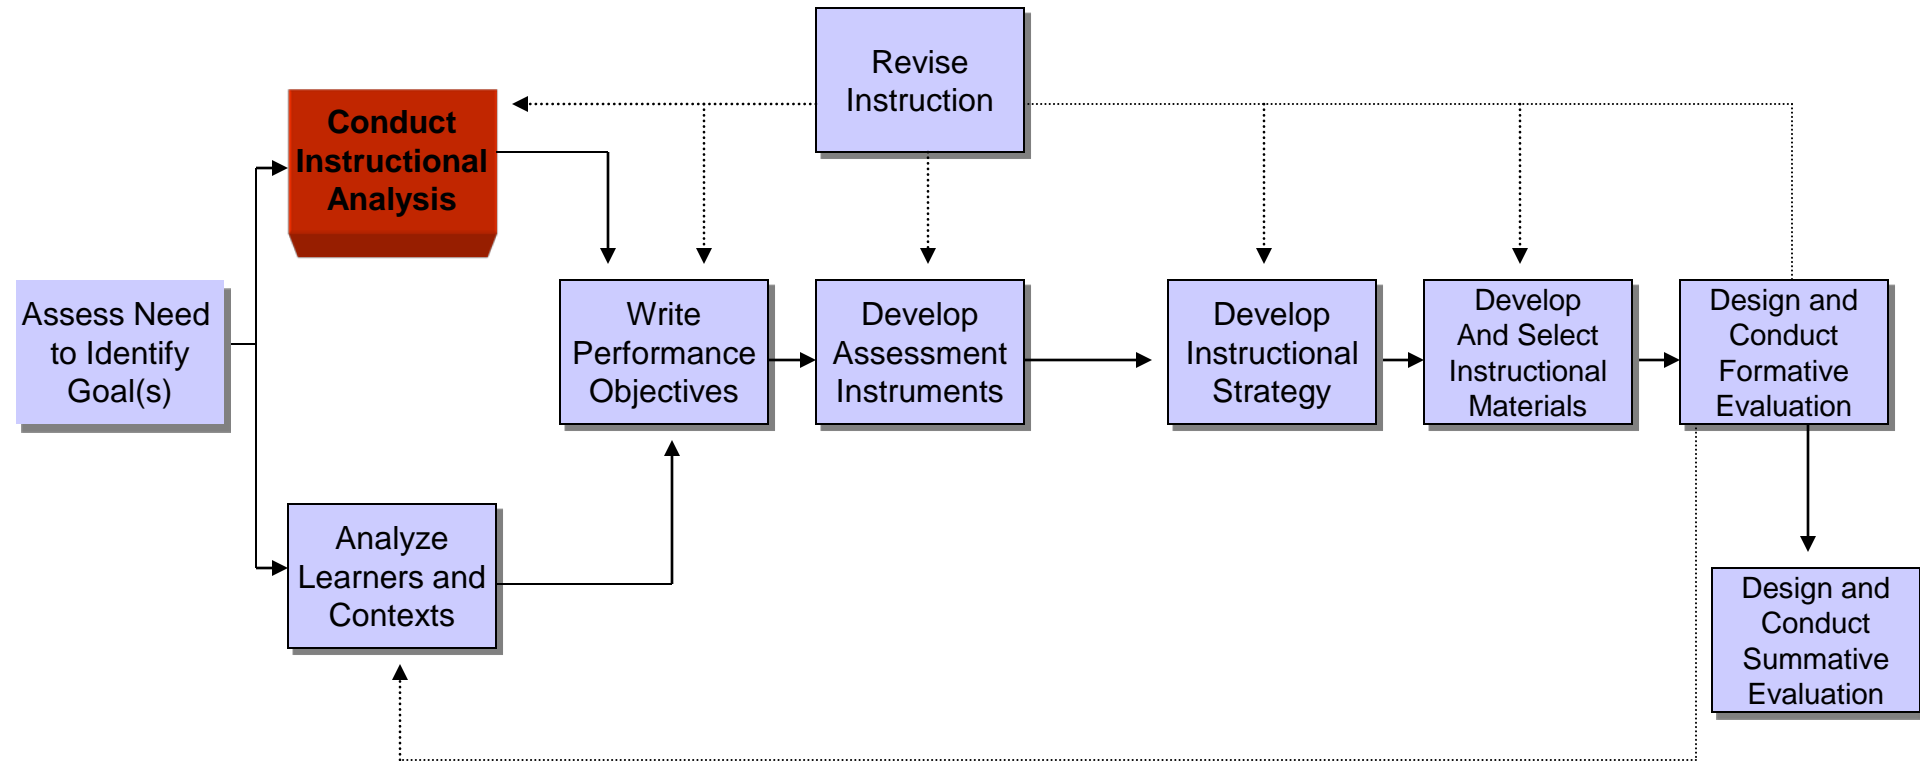 Revise
Instruction
Conduct
Instructional
Analysis
Assess Need
to Identify
Goal(s)
Write
Performance
Objectives
Develop
Assessment
Instruments
Develop
Instructional
Strategy
Develop
And Select
Instructional
Materials
Design and
Conduct
Formative
Evaluation
Analyze
Learners and
Contexts
Design and
Conduct
Summative
Evaluation